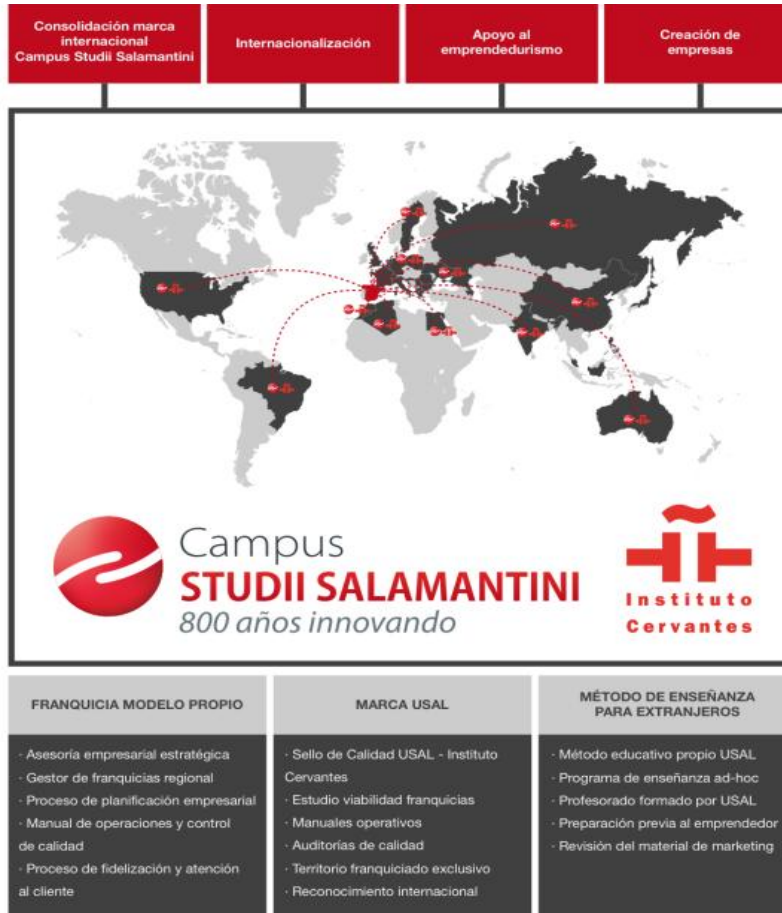 Consolidación marca
internacional
Campus Studii Salamantini
Internacionalización
Apoyo al
emprendedurismo
Creación de
empresas
Campus
STUDII SALAMANTINI
800 años innovando
Instituto
Cervantes
FRANQUICIA MODELO PROPIO
· Asesoría empresarial estratégica
· Gestor de franquicias regional
· Proceso de planificación empresarial
· Manual de operaciones y control
de calidad
· Proceso de fidelización y atención
al cliente
MARCA USAL
· Sello de Calidad USAL - Instituto
Cervantes
· Estudio viabilidad franquicias
· Manuales operativos
· Auditorías de calidad
· Territorio franquiciado exclusivo
· Reconocimiento internacional
MÉTODO DE ENSEÑANZA
PARA EXTRANJEROS
· Método educativo propio USAL
· Programa de enseñanza ad-hoc
· Profesorado formado por USAL
· Preparación previa al emprendedor
· Revisión del material de marketing